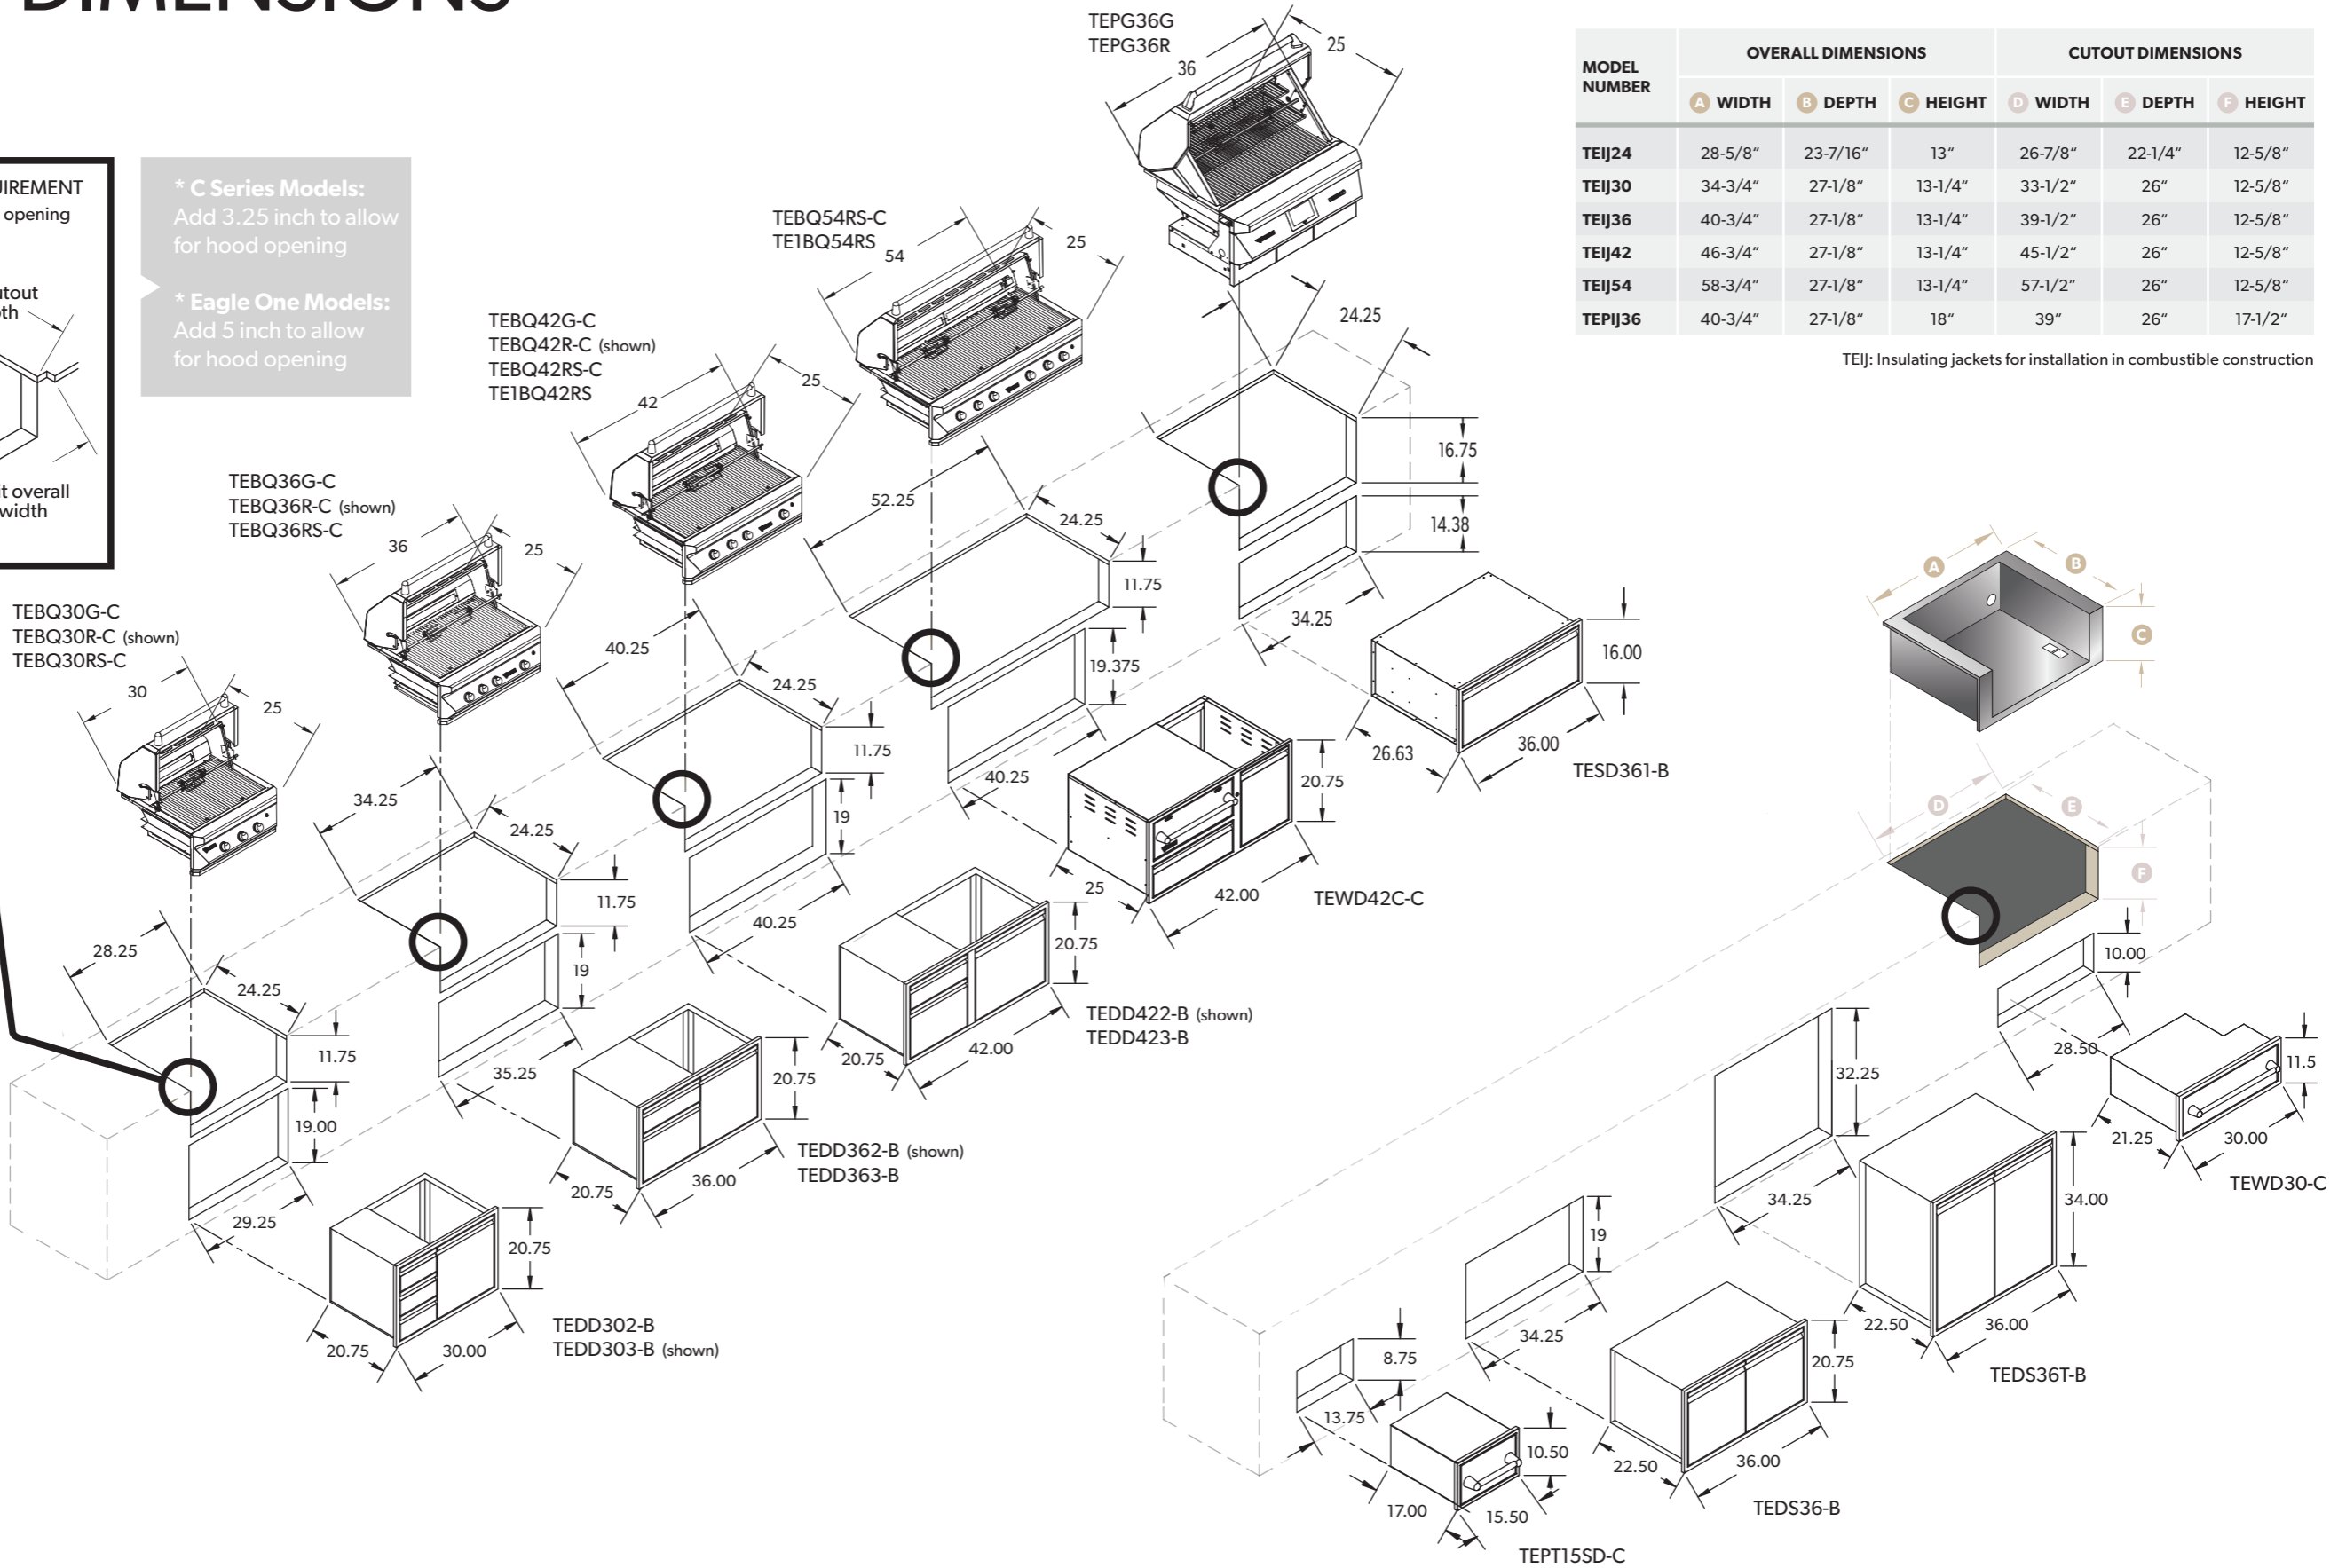 DIMENSIONS
UIREMENT
opening
utout
th
it overall
width
* C Series Models:
Add 3.25 inch to allow
for hood opening
* Eagle One Models:
Add 5 inch to allow
for hood opening
TEBQ30G-C
TEBQ30R-C (shown)
TEBQ30RS-C
30
25
28.25
24.25
11.75
19.00
29.25
20.75
30.00
20.75
TEDD302-B
TEDD303-B (shown)
TEBQ36G-C
TEBQ36R-C (shown)
TEBQ36RS-C
36
25
34.25
24.25
11.75
19
35.25
20.75
36.00
20.75
TEDD362-B (shown)
TEDD363-B
TEBQ42G-C
TEBQ42R-C (shown)
TEBQ42RS-C
TE1BQ42RS
42
25
40.25
24.25
11.75
19
40.25
20.75
42.00
20.75
TEDD422-B (shown)
TEDD423-B
TEBQ54RS-C
TE1BQ54RS
54
25
52.25
24.25
11.75
19.375
40.25
25
42.00
20.75
TEWD42C-C
TEPG36G
TEPG36R
36
25
24.25
16.75
14.38
34.25
26.63
36.00
16.00
TESD361-B
MODEL NUMBER OVERALL DIMENSIONS CUTOUT DIMENSIONS
A WIDTH B DEPTH C HEIGHT D WIDTH E DEPTH F HEIGHT
TEIJ24 28-5/8“ 23-7/16“ 13“ 26-7/8“ 22-1/4“ 12-5/8“
TEIJ30 34-3/4“ 27-1/8“ 13-1/4“ 33-1/2“ 26“ 12-5/8“
TEIJ36 40-3/4“ 27-1/8“ 13-1/4“ 39-1/2“ 26“ 12-5/8“
TEIJ42 46-3/4“ 27-1/8“ 13-1/4“ 45-1/2“ 26“ 12-5/8“
TEIJ54 58-3/4“ 27-1/8“ 13-1/4“ 57-1/2“ 26“ 12-5/8“
TEPIJ36 40-3/4“ 27-1/8“ 18“ 39“ 26“ 17-1/2“
TEIJ: Insulating jackets for installation in combustible construction
A
B
C
D
E
F
10.00
28.50
11.5
21.25
30.00
TEWD30-C
32.25
34.25
34.00
22.50
36.00
TEDS36T-B
19
34.25
20.75
22.50
36.00
TEDS36-B
8.75
13.75
10.50
17.00
15.50
TEPT15SD-C